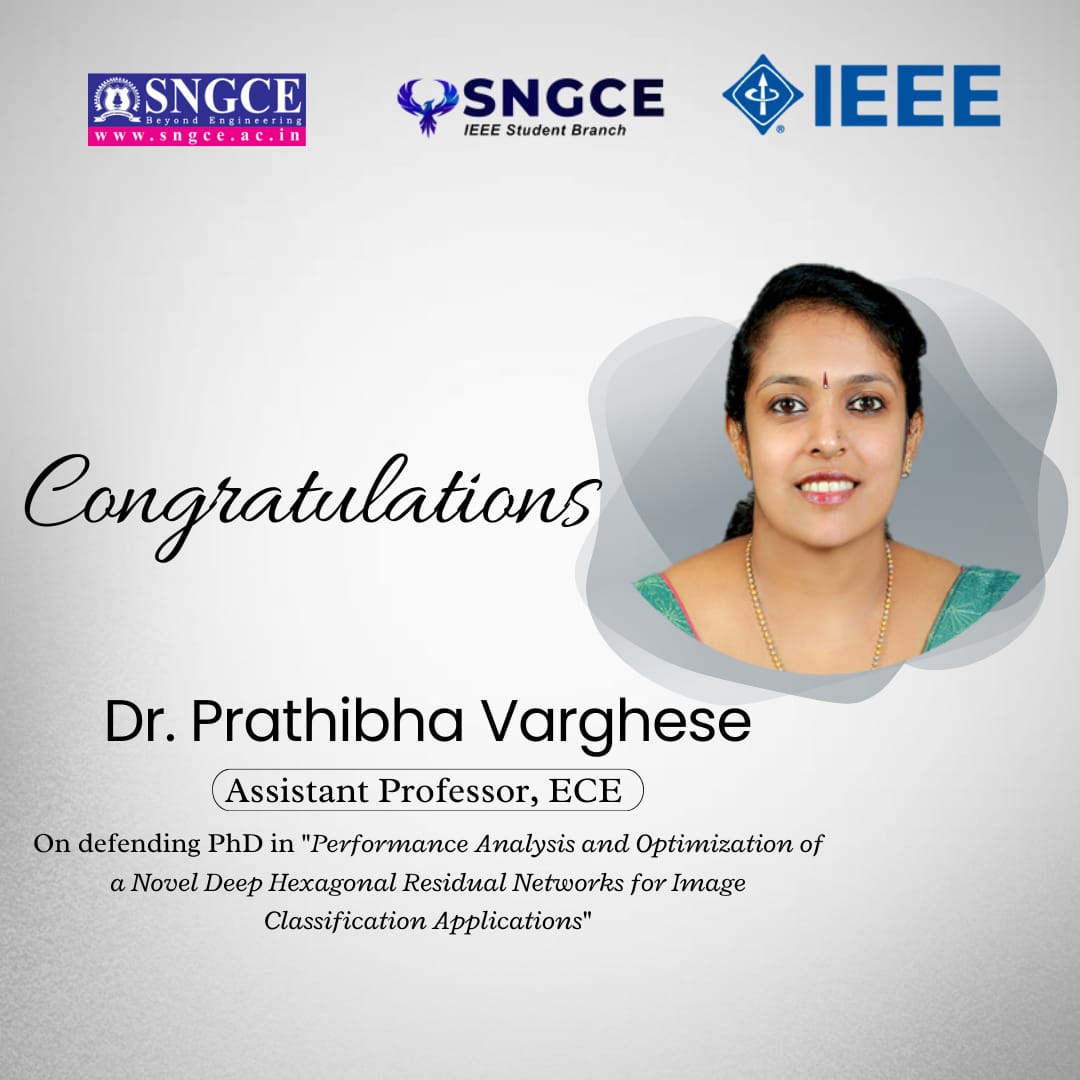 SNGCE
Beyond Engineering
www.sngce.ac.in
SNGCE
IEEE Student Branch
IEEE
®
Congratulations
Dr. Prathibha Varghese
Assistant Professor, ECE
On defending PhD in "Performance Analysis and Optimization of
a Novel Deep Hexagonal Residual Networks for Image
Classification Applications"